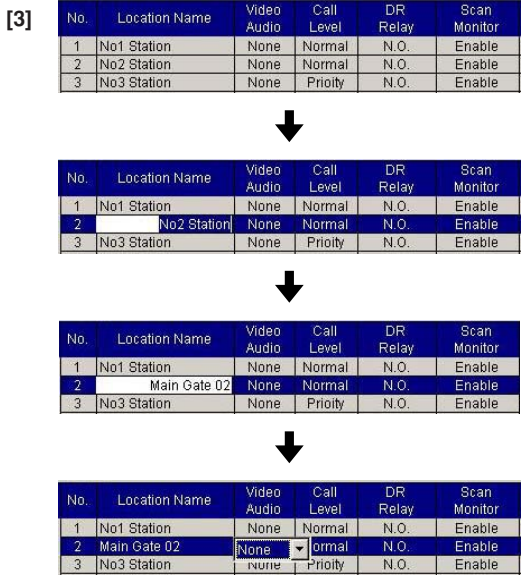 [3]
No. Location Name Video Audio Call Level DR Relay Scan Monitor
1 No1 Station None Normal N.O. Enable
2 No2 Station None Normal N.O. Enable
3 No3 Station None Prioity N.O. Enable
No. Location Name Video Audio Call Level DR Relay Scan Monitor
1 No1 Station None Normal N.O. Enable
2 No2 Station None Normal N.O. Enable
3 No3 Station None Prioity N.O. Enable
No. Location Name Video Audio Call Level DR Relay Scan Monitor
1 No1 Station None Normal N.O. Enable
2 Main Gate 02 None Normal N.O. Enable
3 No3 Station None Prioity N.O. Enable
No. Location Name Video Audio Call Level DR Relay Scan Monitor
1 No1 Station None Normal N.O. Enable
2 Main Gate 02 None ormal N.O. Enable
3 No3 Station None Prioity N.O. Enable